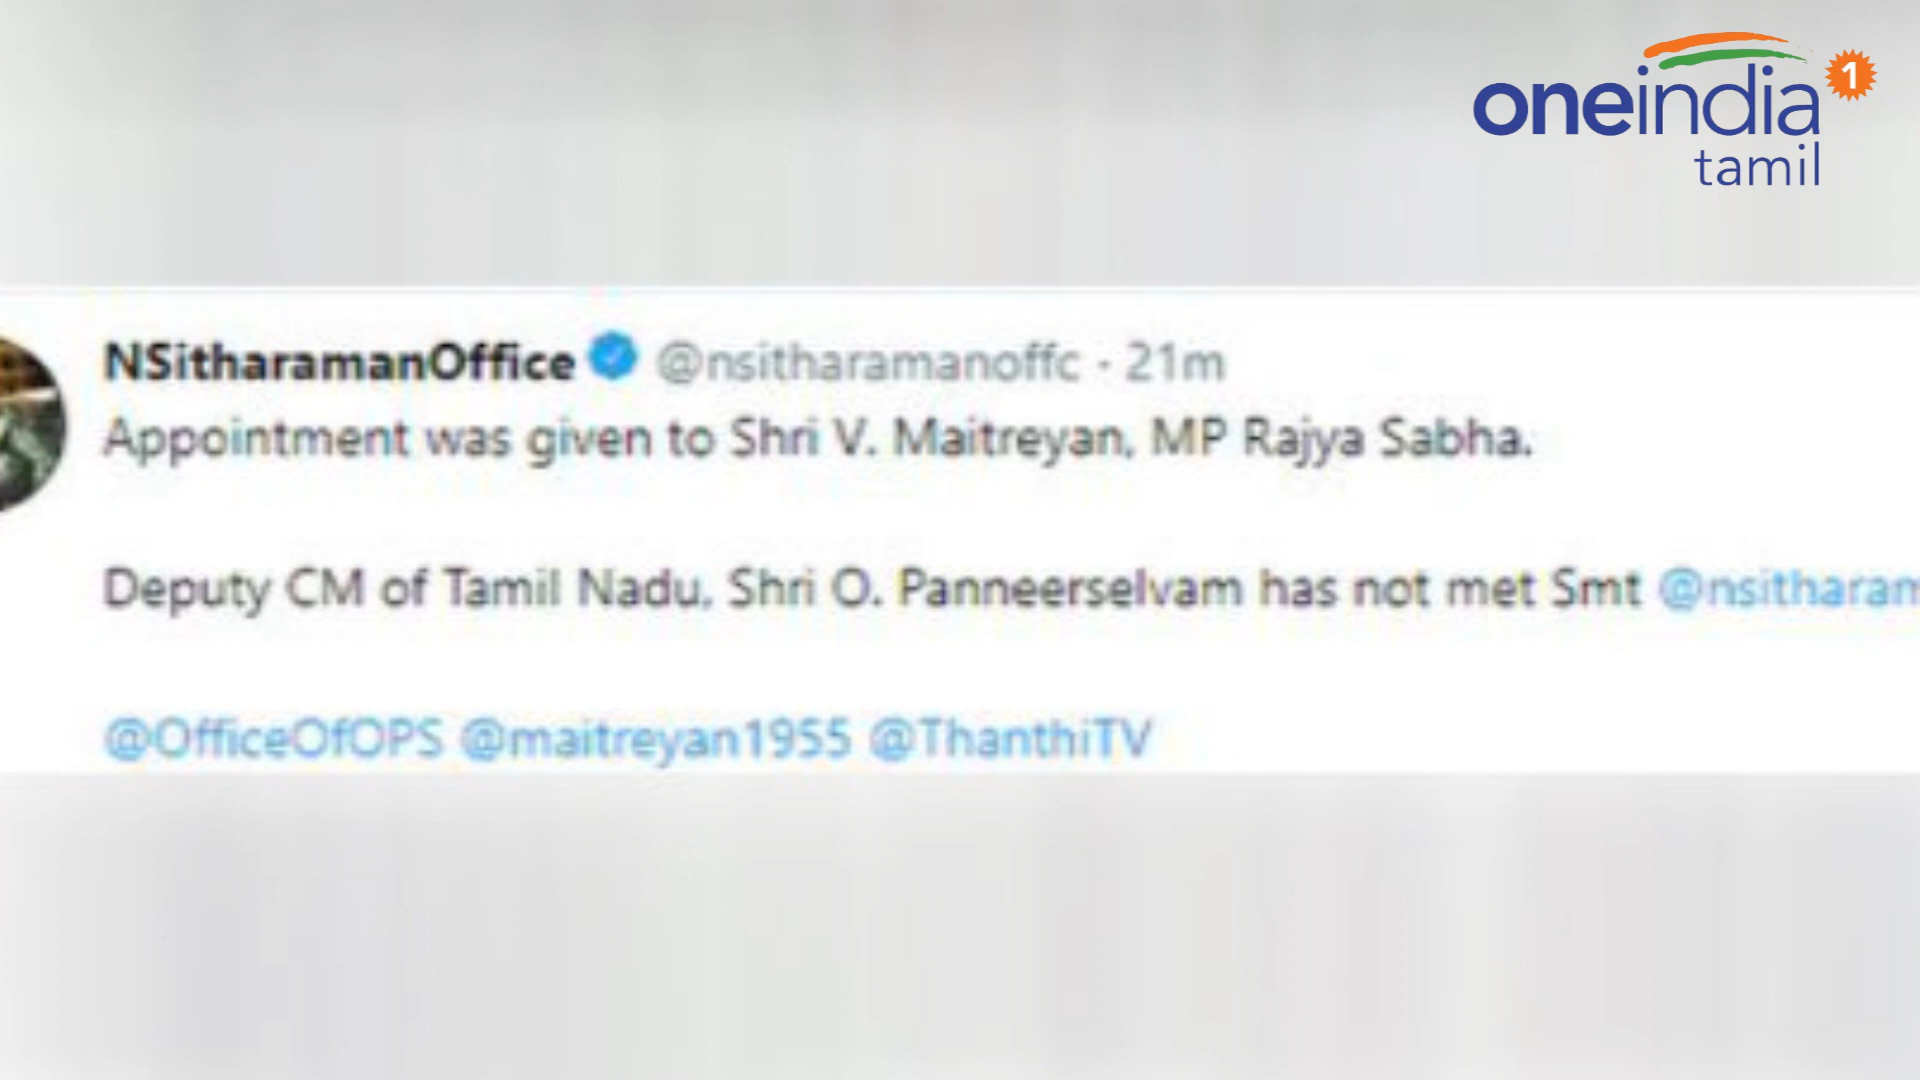 oneindia 1
tamil
NSitharamanOffice @nsitharamanoffc · 21m
Appointment was given to Shri V. Maitreyan, MP Rajya Sabha.
Deputy CM of Tamil Nadu, Shri O. Panneerselvam has not met Smt @nsitharam
@OfficeOfOPS @maitreyan1955 @ThanthiTV